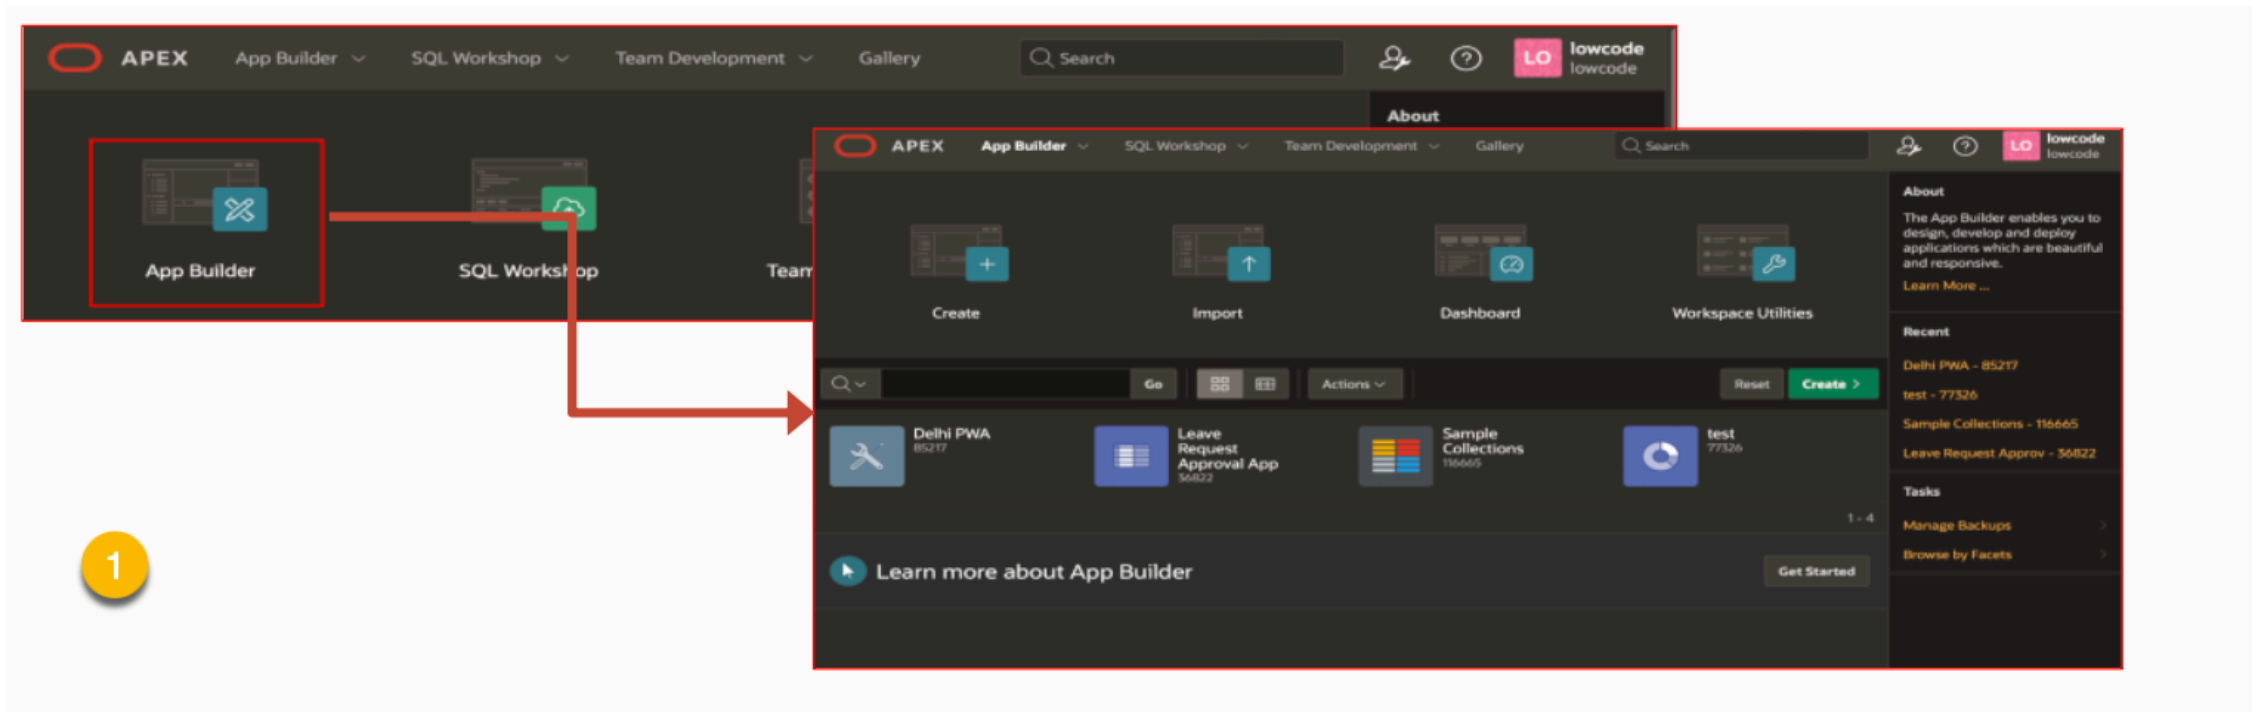 APEX App Builder SQL Workshop Team Development Gallery Search LO lowcode
lowcode
About
App Builder SQL Workshop Team
APEX App Builder SQL Workshop Team Development Gallery Search LO lowcode
lowcode
Create Import Dashboard Workspace Utilities
About
The App Builder enables you to
design, develop and deploy
applications which are beautiful
and responsive.
Learn More ...
Recent
Delhi PWA - 85217
test - 77326
Sample Collections - 116665
Leave Request Approv - 36822
Tasks
Manage Backups
Browse by Facets
Go Actions Reset Create >
Delhi PWA
85217
Leave
Request
Approval App
36822
Sample
Collections
116665
test
77326
1 - 4
Learn more about App Builder Get Started
1